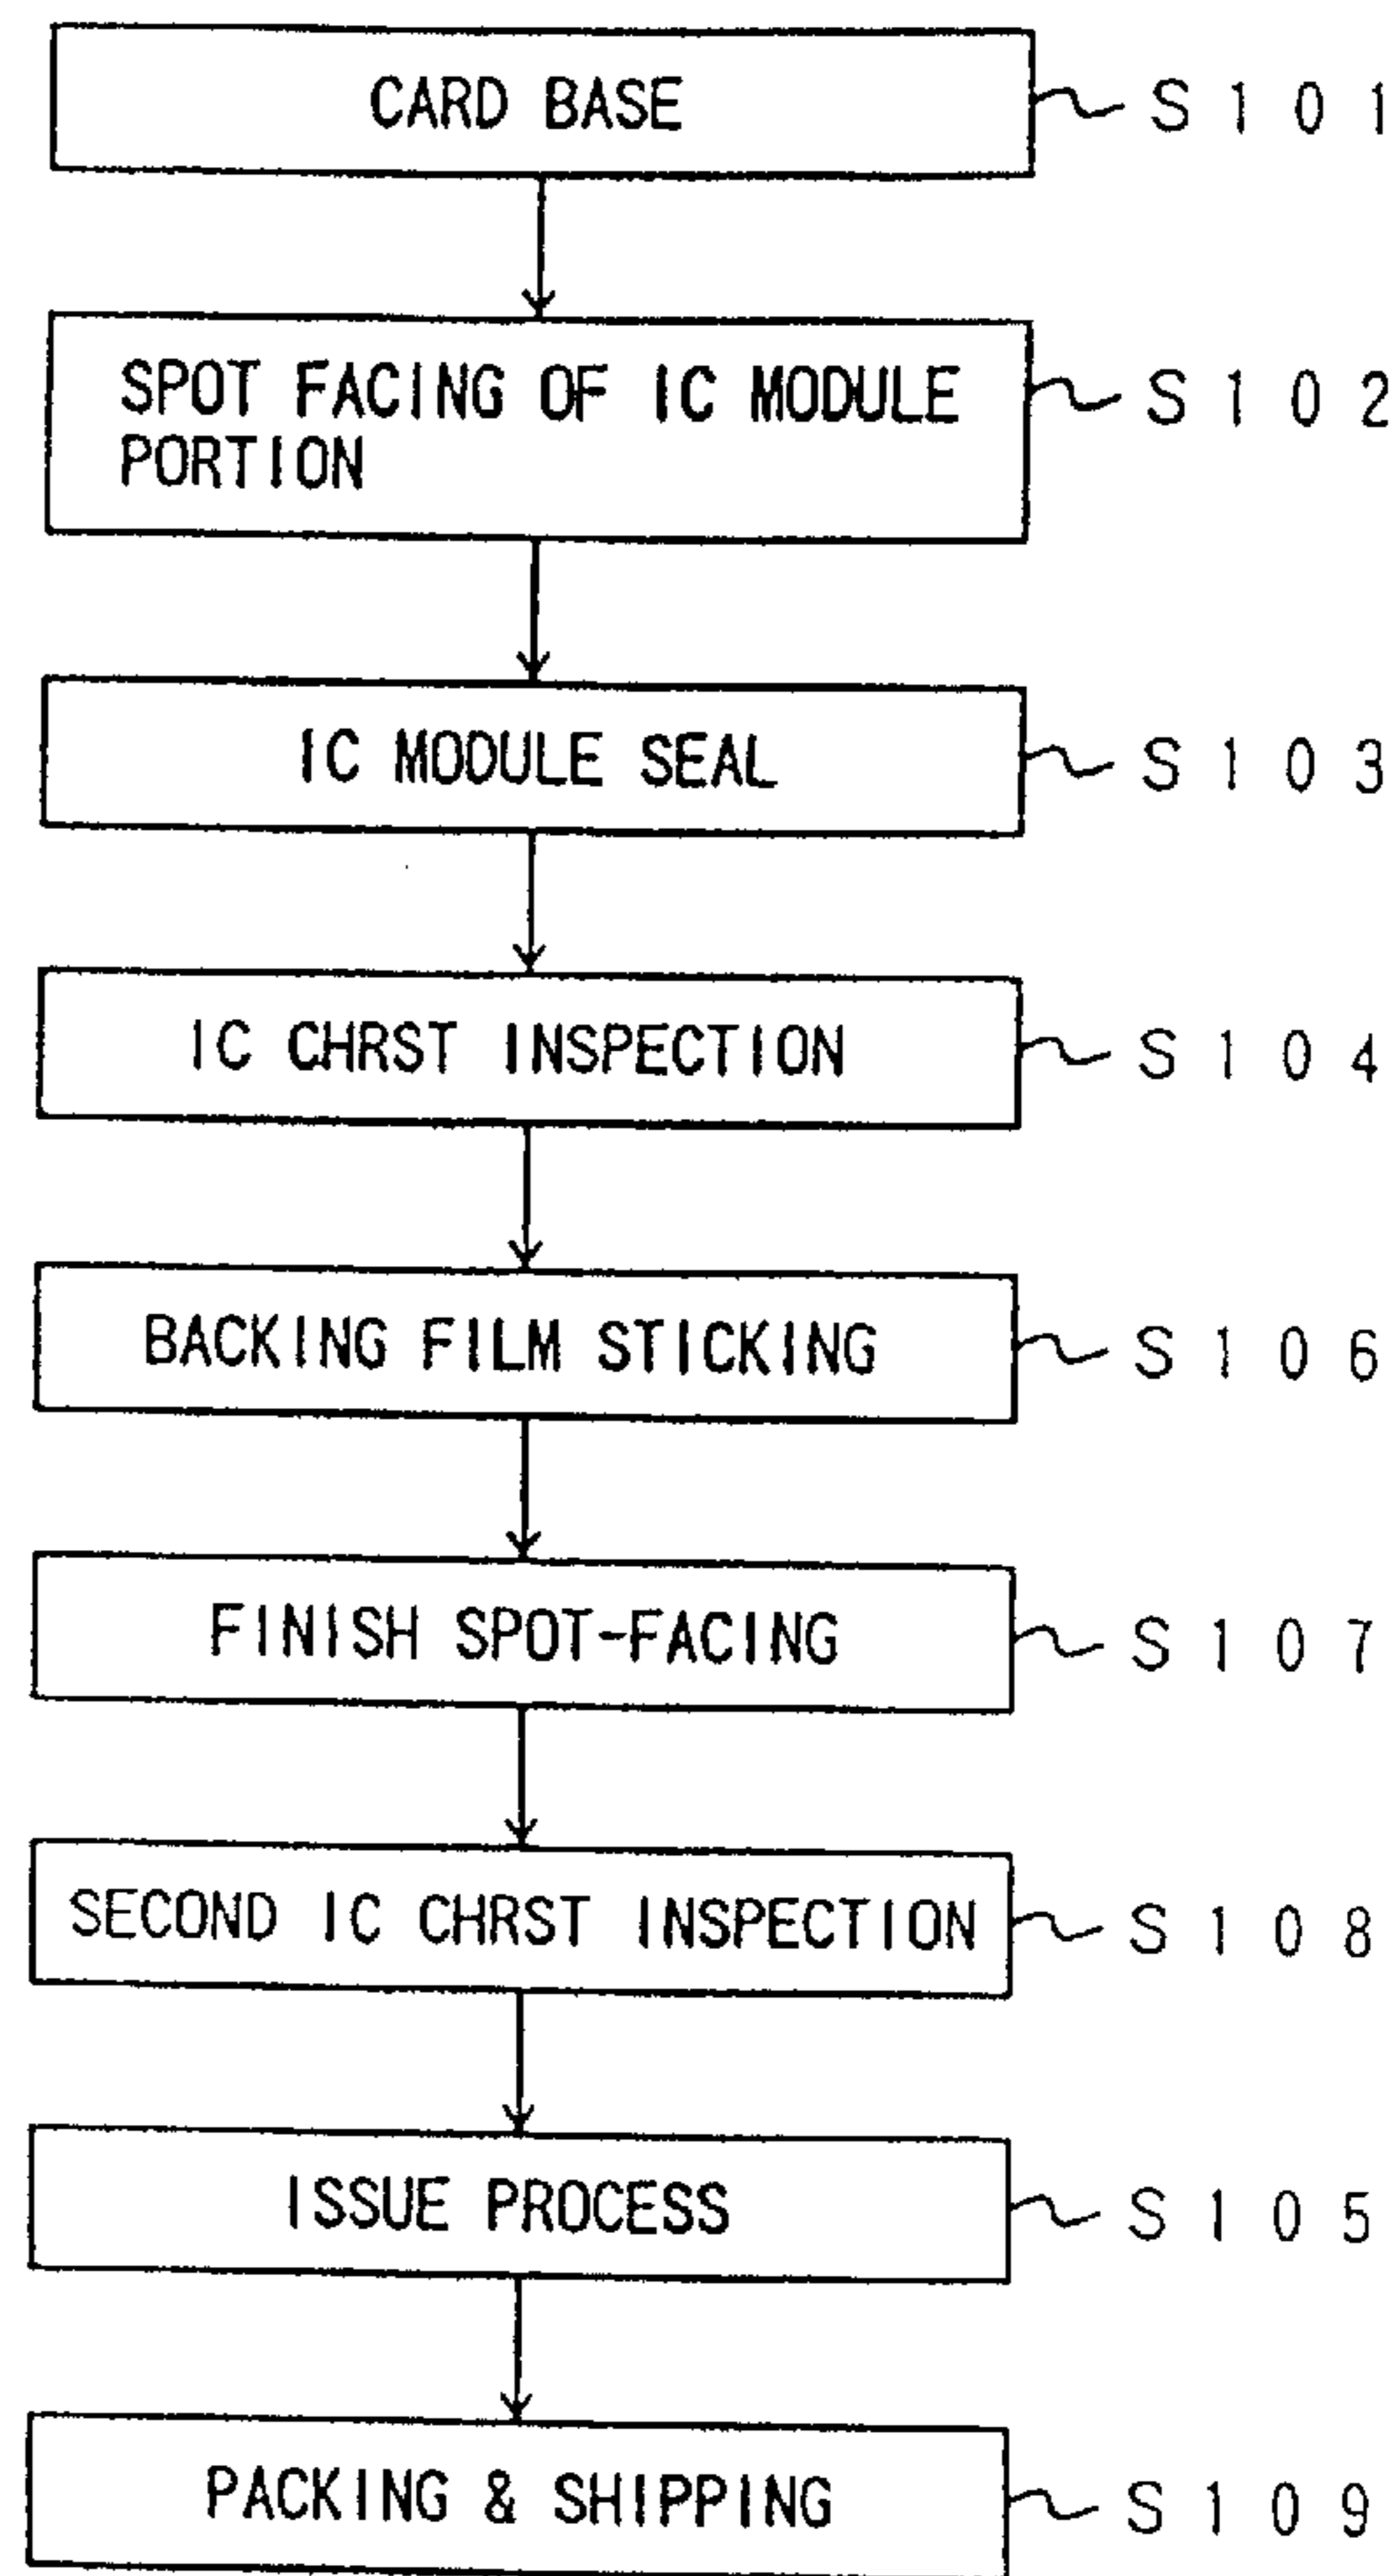 CARD BASE
S101
SPOT FACING OF IC MODULE
PORTION
S102
IC MODULE SEAL
S103
IC CHRST INSPECTION
S104
BACKING FILM STICKING
S106
FINISH SPOT-FACING
S107
SECOND IC CHRST INSPECTION
S108
ISSUE PROCESS
S105
PACKING & SHIPPING
S109